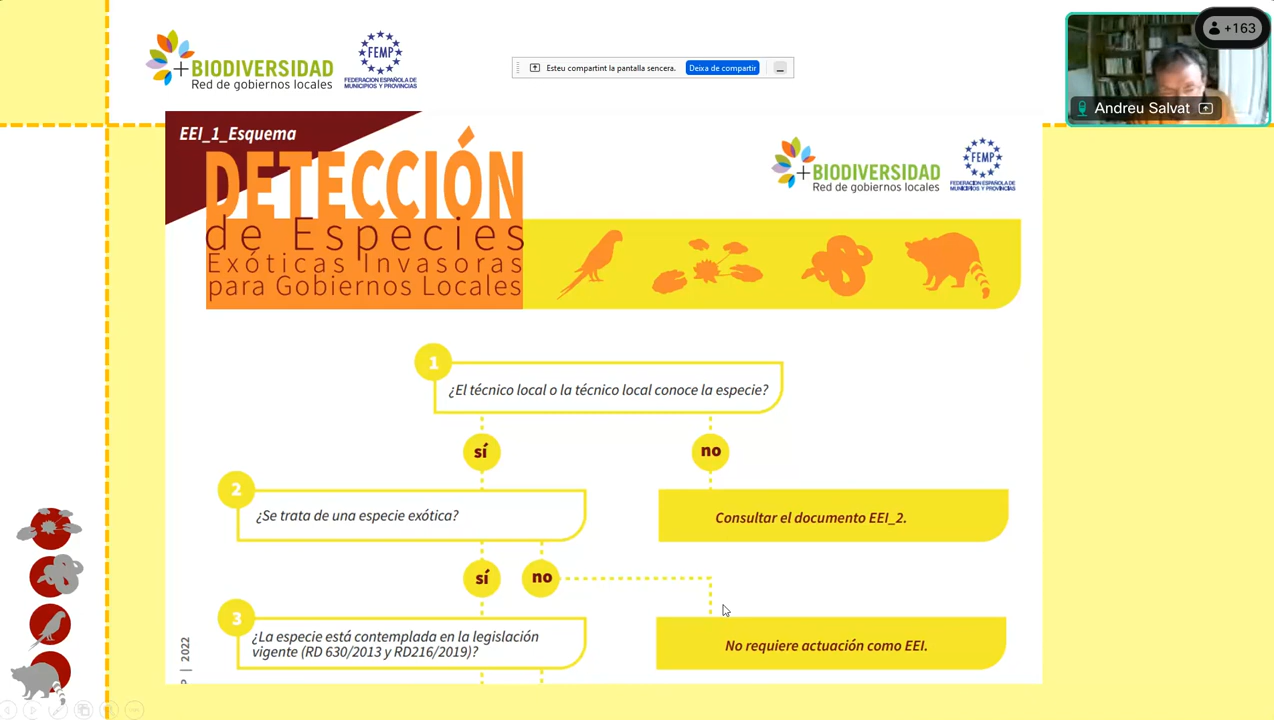 +BIODIVERSIDAD
Red de gobiernos locales
FEMP
FEDERACION ESPAÑOLA DE
MUNICIPIOS Y PROVINCIAS
Esteu compartint la pantalla sencera.
Deixa de compartir
+163
Andreu Salvat
EEI_1_Esquema
DETECCIÓN
de Especies
Exóticas Invasoras
para Gobiernos Locales
+BIODIVERSIDAD
Red de gobiernos locales
FEMP
FEDERACION ESPAÑOLA DE
MUNICIPIOS Y PROVINCIAS
1
¿El técnico local o la técnico local conoce la especie?
sí
no
2
¿Se trata de una especie exótica?
Consultar el documento EEI_2.
sí
no
3
¿La especie está contemplada en la legislación
vigente (RD 630/2013 y RD216/2019)?
No requiere actuación como EEI.
| 2022